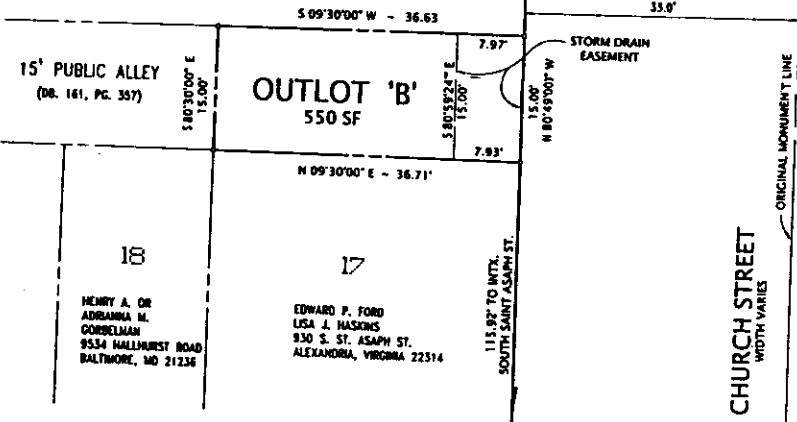 S 09°30'00" W ~ 36.63
33.0'
15' PUBLIC ALLEY
(DB. 161, PG. 357)
S 80°30'00" E
15.00'
OUTLOT 'B'
550 SF
7.97'
S 80°59'24" E
15.00'
7.93'
STORM DRAIN
EASEMENT
15.00'
N 80°49'00" W
ORIGINAL MONUMENT LINE
N 09°30'00" E ~ 36.71'
18
HENRY A. OR
ADRIANNA M.
GORBELMAN
9534 HALLHURST ROAD
BALTIMORE, MD 21236
17
EDWARD P. FORD
LISA J. HASKINS
930 S. ST. ASAPH ST.
ALEXANDRIA, VIRGINIA 22314
115.92' TO INTX.
SOUTH SAINT ASAPH ST.
CHURCH STREET
WIDTH VARIES